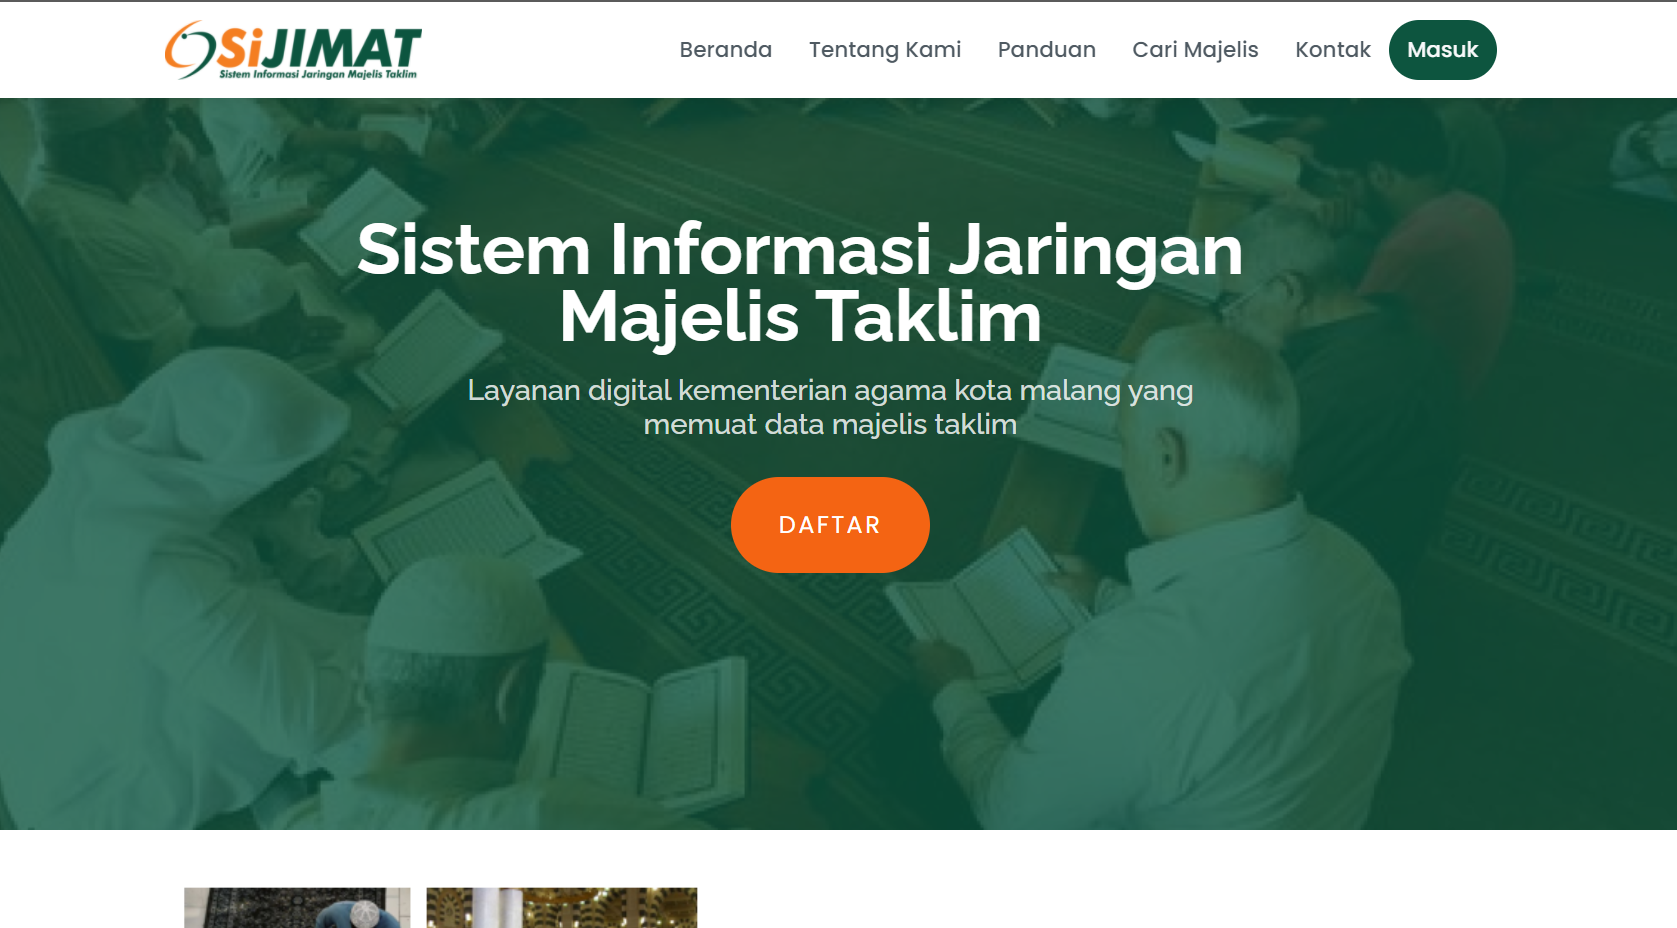 SiJIMAT
Sistem Informasi Jaringan Majelis Taklim
Beranda
Tentang Kami
Panduan
Cari Majelis
Kontak
Masuk
Sistem Informasi Jaringan
Majelis Taklim
Layanan digital kementerian agama kota malang yang
memuat data majelis taklim
DAFTAR